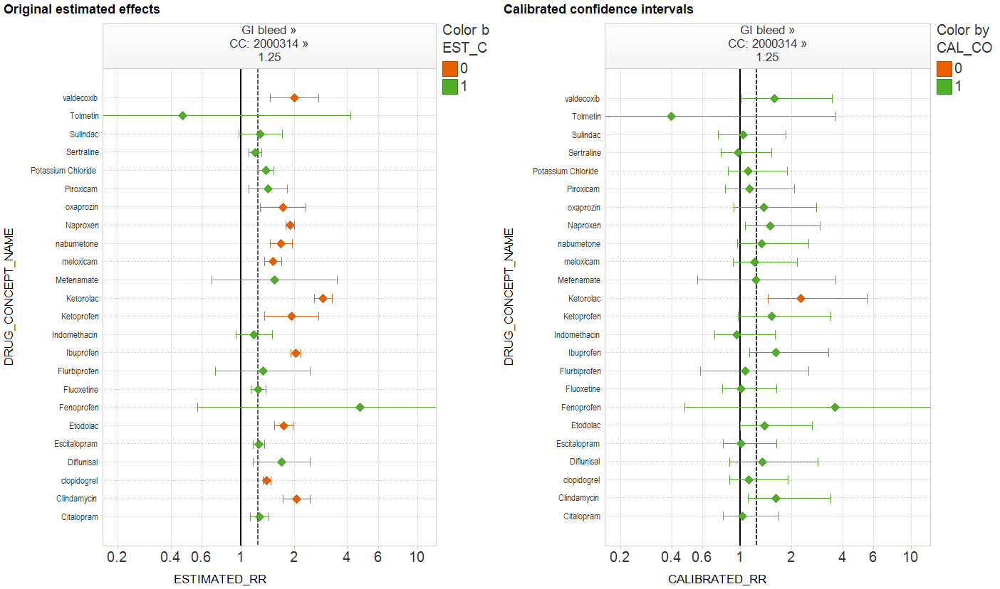 Original estimated effects
GI bleed »
CC: 2000314 »
1.25
Color b
EST_C
0
1
DRUG_CONCEPT_NAME
valdecoxib
Tolmetin
Sulindac
Sertraline
Potassium Chloride
Piroxicam
oxaprozin
Naproxen
nabumetone
meloxicam
Mefenamate
Ketorolac
Ketoprofen
Indomethacin
Ibuprofen
Flurbiprofen
Fluoxetine
Fenoprofen
Etodolac
Escitalopram
Diflunisal
clopidogrel
Clindamycin
Citalopram
0.2 0.4 0.6 1 2 4 6 10
ESTIMATED_RR
Calibrated confidence intervals
GI bleed »
CC: 2000314 »
1.25
Color by
CAL_CO
0
1
DRUG_CONCEPT_NAME
valdecoxib
Tolmetin
Sulindac
Sertraline
Potassium Chloride
Piroxicam
oxaprozin
Naproxen
nabumetone
meloxicam
Mefenamate
Ketorolac
Ketoprofen
Indomethacin
Ibuprofen
Flurbiprofen
Fluoxetine
Fenoprofen
Etodolac
Escitalopram
Diflunisal
clopidogrel
Clindamycin
Citalopram
0.2 0.4 0.6 1 2 4 6 10
CALIBRATED_RR